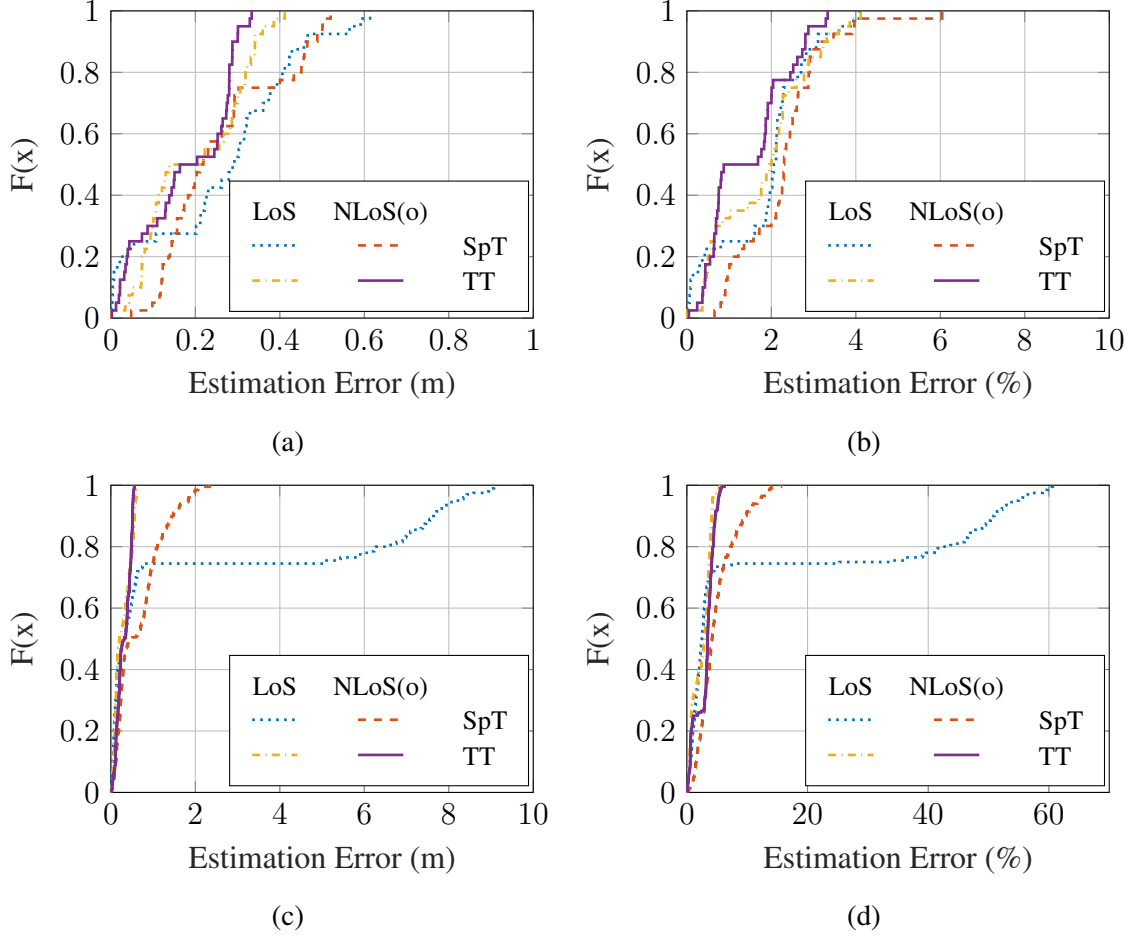 1
0.8
0.6
0.4
0.2
0
F(x)
LoS NLoS(o)
SpT
TT
0 0.2 0.4 0.6 0.8 1
Estimation Error (m)
(a)
1
0.8
0.6
0.4
0.2
0
F(x)
LoS NLoS(o)
SpT
TT
0 2 4 6 8 10
Estimation Error (%)
(b)
1
0.8
0.6
0.4
0.2
0
F(x)
LoS NLoS(o)
SpT
TT
0 2 4 6 8 10
Estimation Error (m)
(c)
1
0.8
0.6
0.4
0.2
0
F(x)
LoS NLoS(o)
SpT
TT
0 20 40 60
Estimation Error (%)
(d)